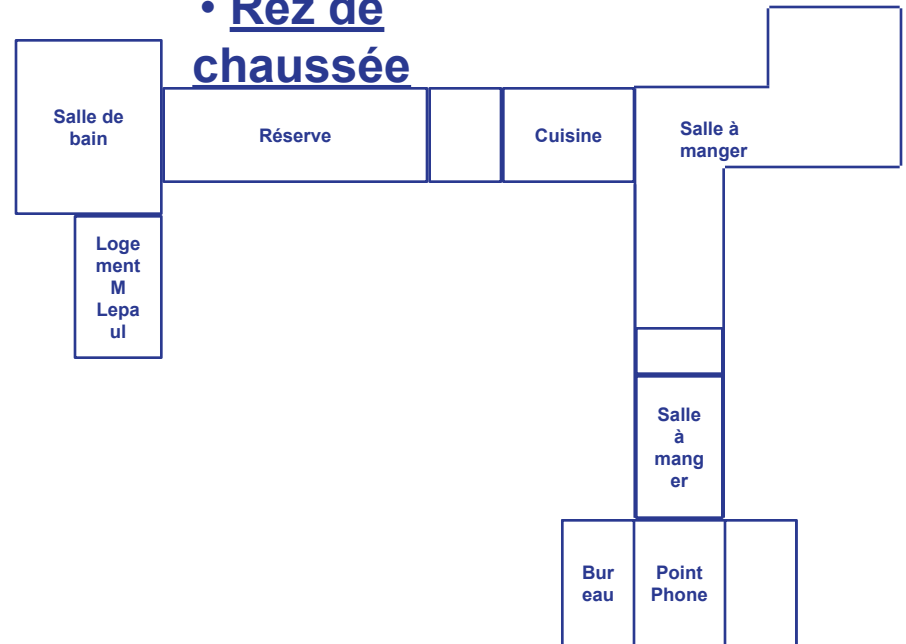 • Rez de
chaussée
Salle de
bain
Réserve
Cuisine
Salle à
manger
Loge
ment
M
Lepa
ul
Salle
à
mang
er
Bur
eau
Point
Phone